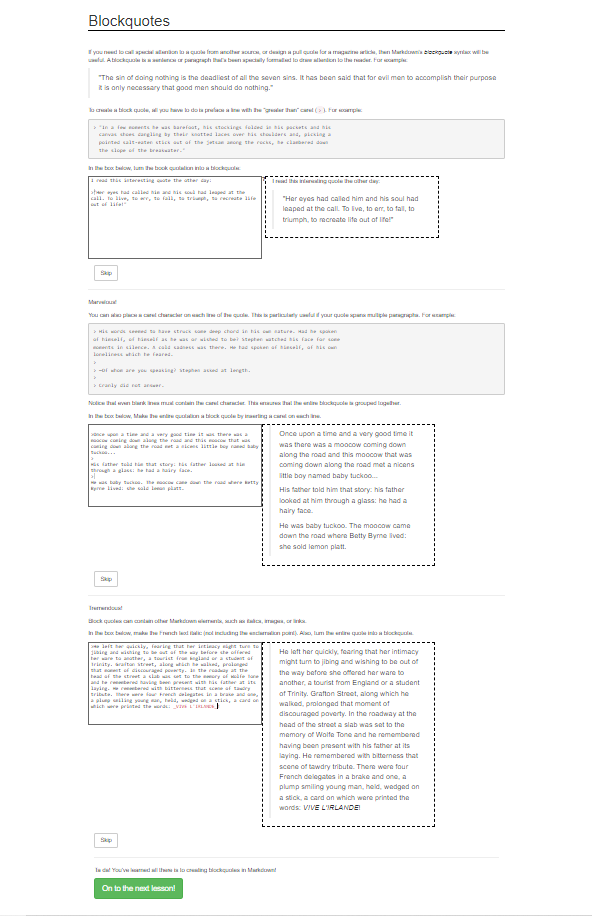 Blockquotes
If you need to call special attention to a quote from another source, or design a pull quote for a magazine article, then Markdown's blockquote syntax will be
useful. A blockquote is a sentence or paragraph that's been specially formatted to draw attention to the reader. For example:
"The sin of doing nothing is the deadliest of all the seven sins. It has been said that for evil men to accomplish their purpose
it is only necessary that good men should do nothing."
To create a block quote, all you have to do is preface a line with the "greater than" caret (>). For example:
> "In a few moments he was barefoot, his stockings folded in his pockets and his
canvas shoes dangling by their knotted laces over his shoulders and, picking a
pointed salt-eaten stick out of the jetsam among the rocks, he clambered down
the slope of the breakwater."
In the box below, turn the book quotation into a blockquote.
I read this interesting quote the other day:
>"Her eyes had called him and his soul had leaped at the
call. To live, to err, to fall, to triumph, to recreate life
out of life!"
I read this interesting quote the other day:
"Her eyes had called him and his soul had
leaped at the call. To live, to err, to fall, to
triumph, to recreate life out of life!"
Skip
Marvelous!
You can also place a caret character on each line of the quote. This is particularly useful if your quote spans multiple paragraphs. For example:
> His words seemed to have struck some deep chord in his own nature. Had he spoken
of himself, of himself as he was or wished to be? Stephen watched his face for some
moments in silence. A cold sadness was there. He had spoken of himself, of his own
loneliness which he feared.
>
> —Of whom are you speaking? Stephen asked at length.
>
> Cranly did not answer.
Notice that even blank lines must contain the caret character. This ensures that the entire blockquote is grouped together.
In the box below, Make the entire quotation a block quote by inserting a caret on each line.
>Once upon a time and a very good time it was there was a
moocow coming down along the road and this moocow that was
coming down along the road met a nicens little boy named baby
tuckoo...
>
His father told him that story: his father looked at him
through a glass: he had a hairy face.
>
He was baby tuckoo. The moocow came down the road where Betty
Byrne lived: she sold lemon platt.
Once upon a time and a very good time it
was there was a moocow coming down
along the road and this moocow that was
coming down along the road met a nicens
little boy named baby tuckoo...
His father told him that story: his father
looked at him through a glass: he had a
hairy face.
He was baby tuckoo. The moocow came
down the road where Betty Byrne lived:
she sold lemon platt.
Skip
Tremendous!
Block quotes can contain other Markdown elements, such as italics, images, or links.
In the box below, make the French text italic (not including the exclamation point). Also, turn the entire quote into a blockquote.
>He left her quickly, fearing that her intimacy might turn to
jibing and wishing to be out of the way before she offered
her ware to another, a tourist from England or a student of
Trinity. Grafton Street, along which he walked, prolonged
that moment of discouraged poverty. In the roadway at the
head of the street a slab was set to the memory of Wolfe Tone
and he remembered having been present with his father at its
laying. He remembered with bitterness that scene of tawdry
tribute. There were four French delegates in a brake and one,
a plump smiling young man, held, wedged on a stick, a card on
which were printed the words: _VIVE L'IRLANDE_!
He left her quickly, fearing that her intimacy
might turn to jibing and wishing to be out of
the way before she offered her ware to
another, a tourist from England or a student
of Trinity. Grafton Street, along which he
walked, prolonged that moment of
discouraged poverty. In the roadway at the
head of the street a slab was set to the
memory of Wolfe Tone and he remembered
having been present with his father at its
laying. He remembered with bitterness that
scene of tawdry tribute. There were four
French delegates in a brake and one, a
plump smiling young man, held, wedged on
a stick, a card on which were printed the
words: VIVE L'IRLANDE!
Skip
Ta da! You've learned all there is to creating blockquotes in Markdown!
On to the next lesson!